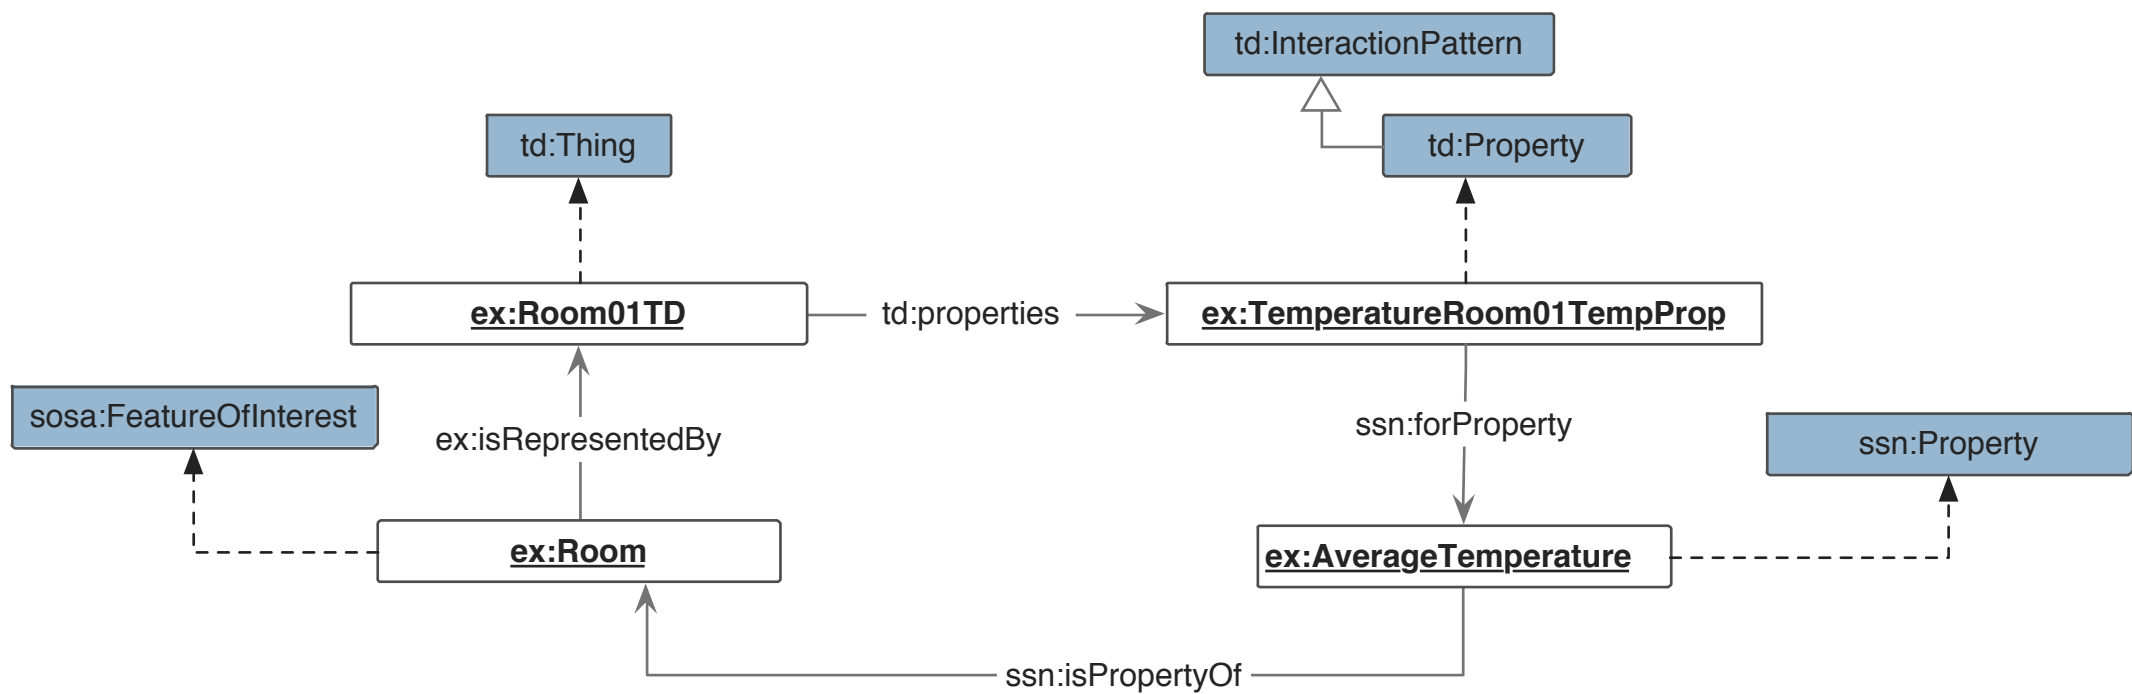 td:InteractionPattern
td:Thing
td:Property
ex:Room01TD
td:properties
ex:TemperatureRoom01TempProp
sosa:FeatureOfInterest
ex:isRepresentedBy
ssn:forProperty
ssn:Property
ex:Room
ex:AverageTemperature
ssn:isPropertyOf